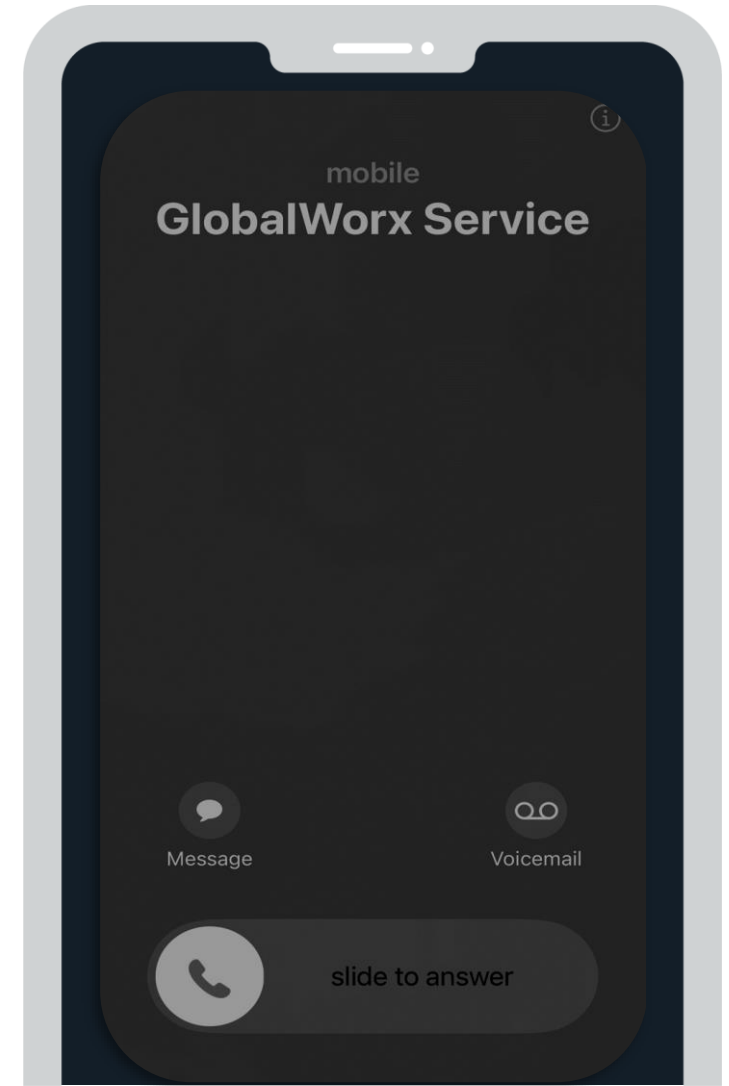 mobile
GlobalWorx Service
Message
Voicemail
slide to answer